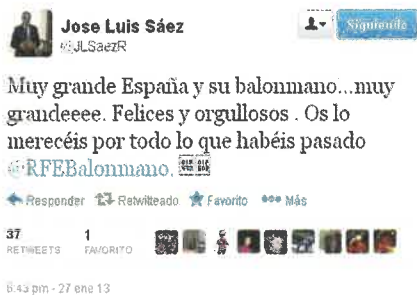 Jose Luis Sáez
@JLSaezR
Siguiendo
Muy grande España y su balonmano...muy
grandeeee. Felices y orgullosos . Os lo
merecéis por todo lo que habéis pasado
@RFEBalonmano.
Responder Retwitteado Favorito Más
37 1
RETWEETS FAVORITO
6:43 pm - 27 ene 13